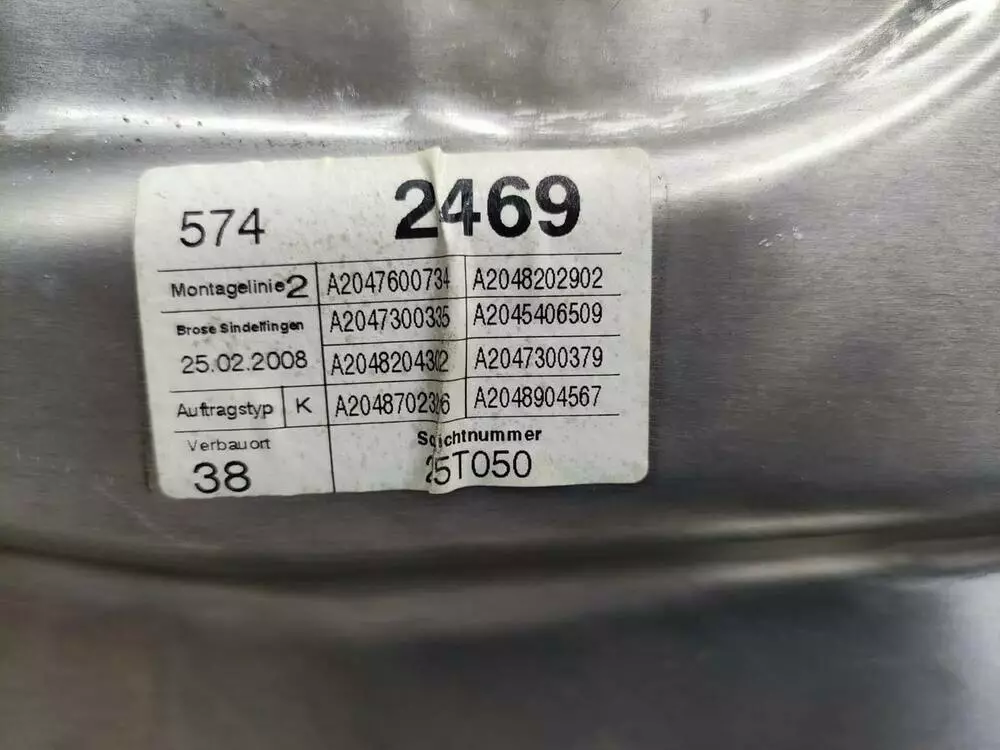 574 2469
Montagelinie 2 A2047600734 A2048202902
Brose Sindelfingen A2047300335 A2045406509
25.02.2008 A2048204302 A2047300379
Auftragstyp K A2048904567
Verbauort Schichtnummer
38 25T050